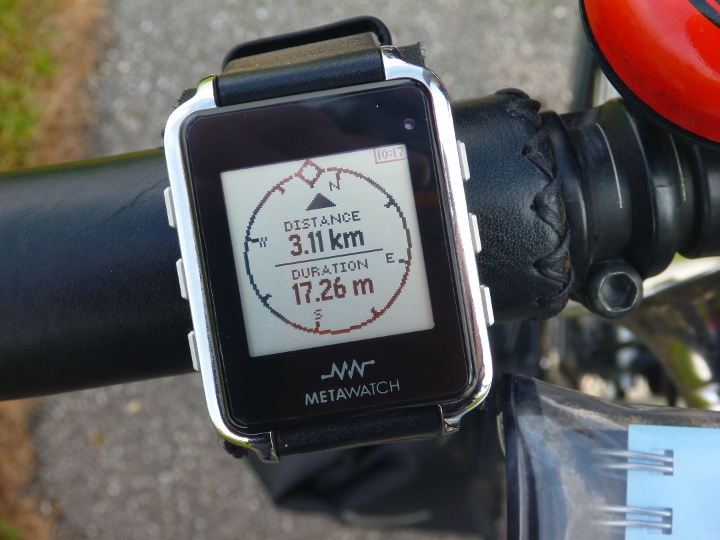 10:17
N
DISTANCE
3.11 km
W
E
DURATION
17.26 m
S
METAWATCH